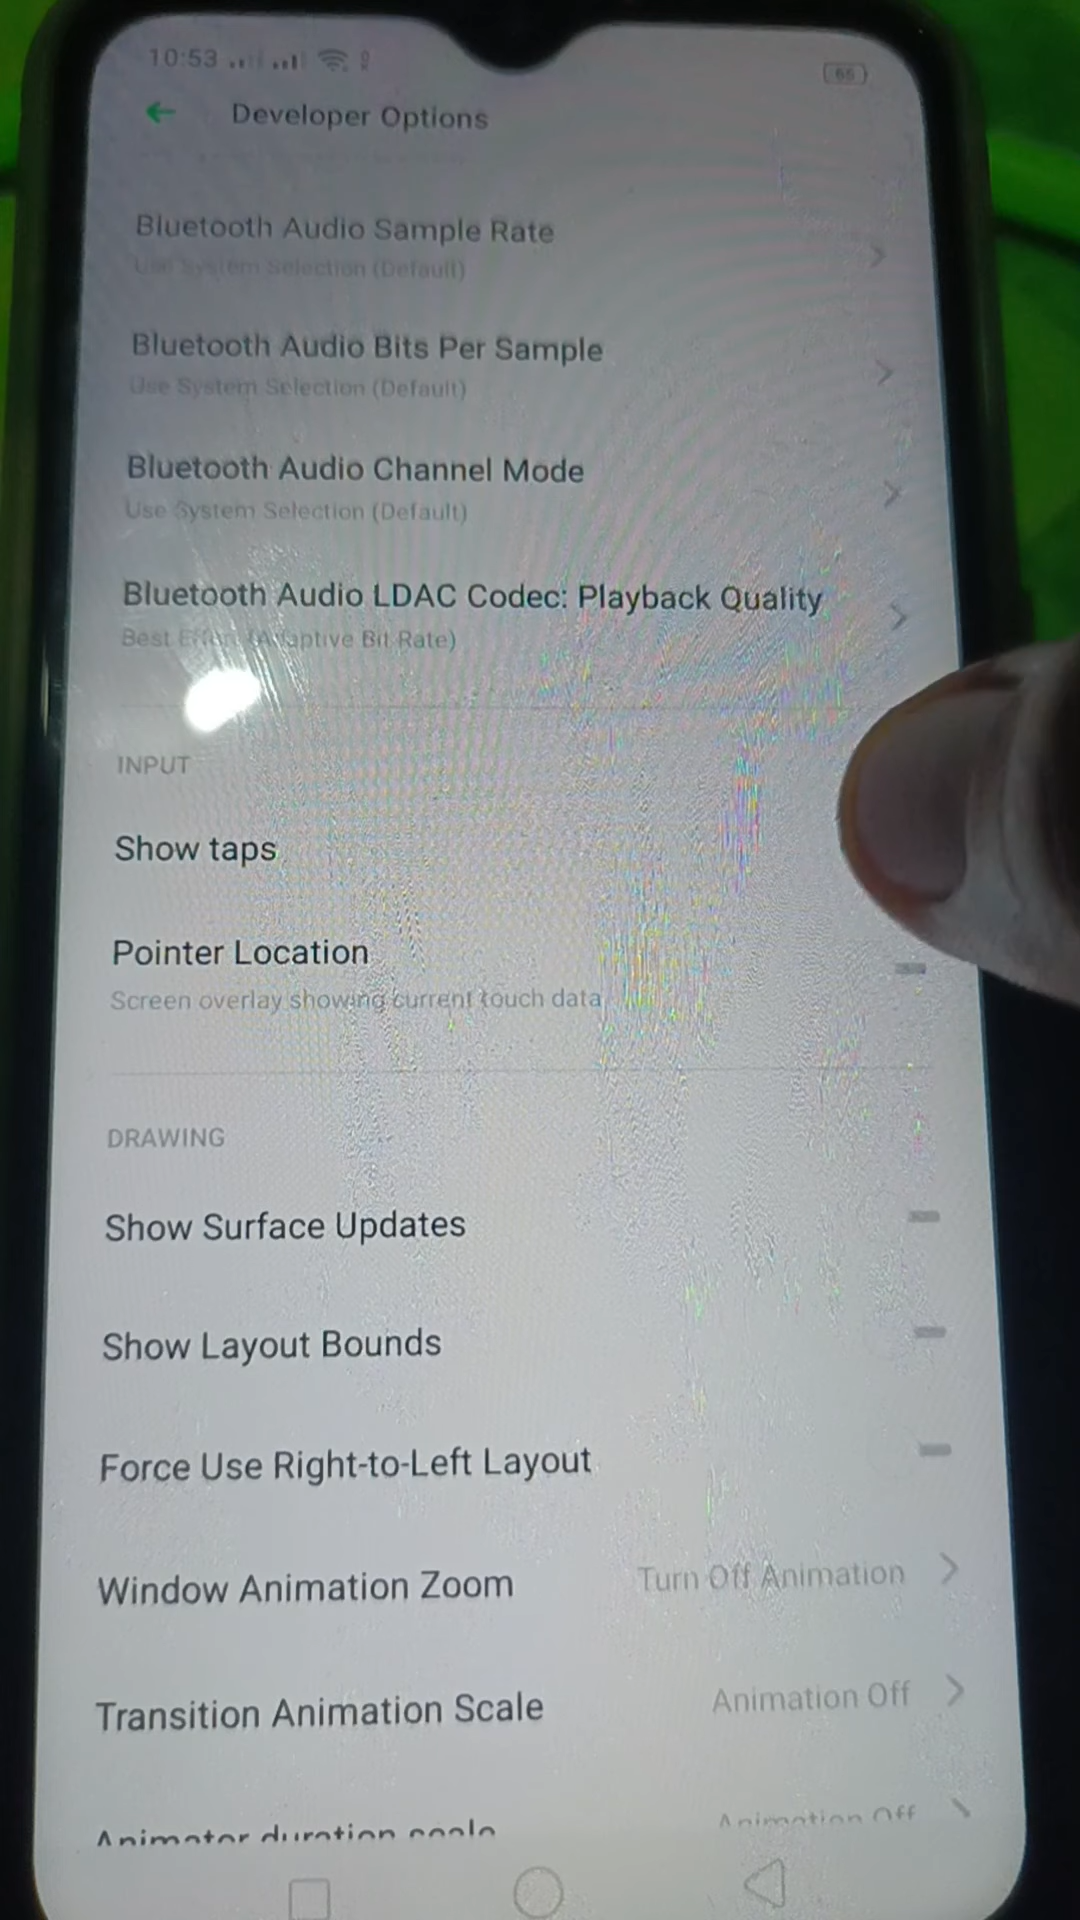 10:53
66
Developer Options
Bluetooth Audio Sample Rate
Use System Selection (Default)
Bluetooth Audio Bits Per Sample
Use System Selection (Default)
Bluetooth Audio Channel Mode
Use System Selection (Default)
Bluetooth Audio LDAC Codec: Playback Quality
Best Effort (Adaptive Bit Rate)
INPUT
Show taps
Pointer Location
Screen overlay showing current touch data
DRAWING
Show Surface Updates
Show Layout Bounds
Force Use Right-to-Left Layout
Window Animation Zoom Turn Off Animation
Transition Animation Scale Animation Off
Animator duration scale Animation Off